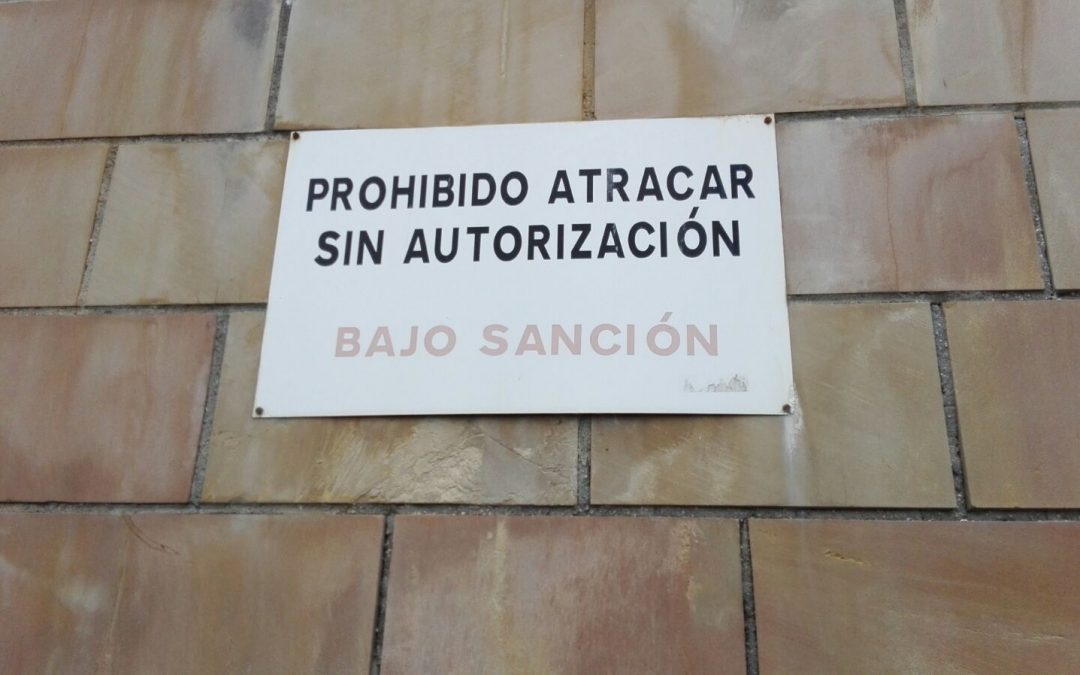 PROHIBIDO ATRACAR
SIN AUTORIZACIÓN
BAJO SANCIÓN